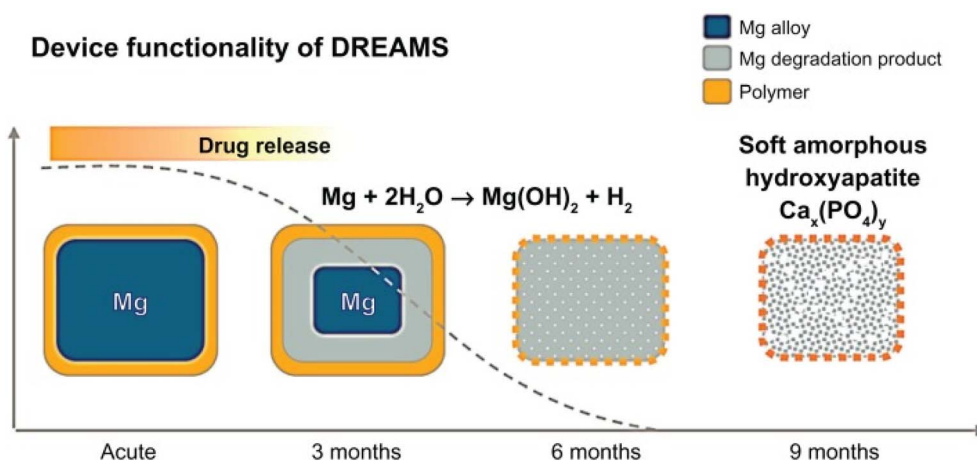 Device functionality of DREAMS
Mg alloy
Mg degradation product
Polymer
Drug release
Soft amorphous
hydroxyapatite
Caₓ(PO₄)ᵧ
Mg + 2H₂O → Mg(OH)₂ + H₂
Mg
Mg
Acute
3 months
6 months
9 months